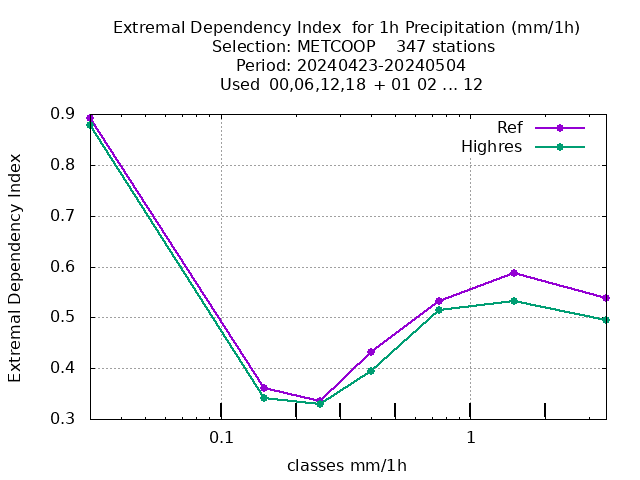 Extremal Dependency Index  for 1h Precipitation (mm/1h)
Selection: METCOOP    347 stations
Period: 20240423-20240504
Used  00,06,12,18  + 01 02 ... 12
Ref
Highres
0.9
0.8
0.7
0.6
0.5
0.4
0.3
Extremal Dependency Index
0.1
1
classes mm/1h